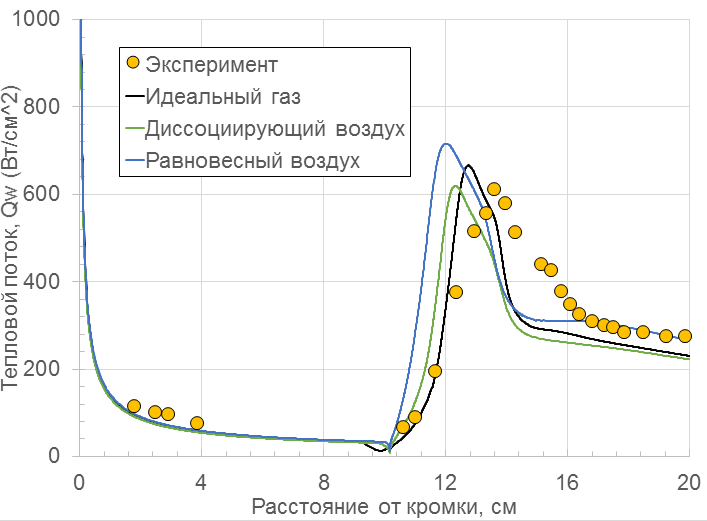 1000
800
600
400
200
0
Тепловой поток, Qw (Вт/см^2)
Эксперимент
Идеальный газ
Диссоциирующий воздух
Равновесный воздух
0 4 8 12 16 20
Расстояние от кромки, см